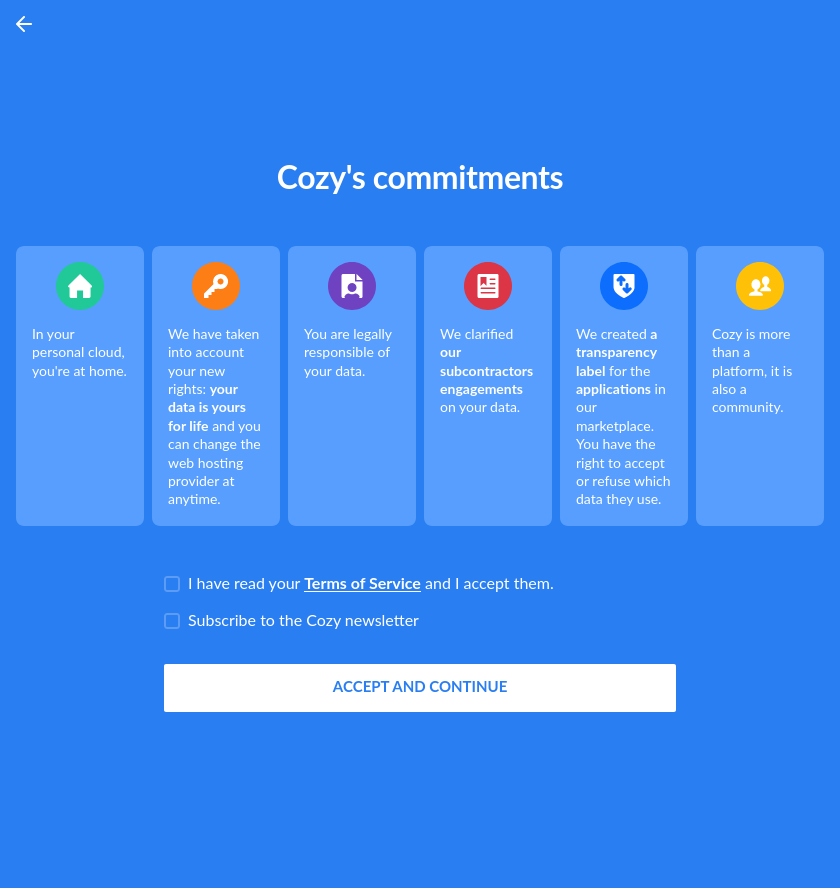 Cozy's commitments
In your
personal cloud,
you're at home.
We have taken
into account
your new
rights: your
data is yours
for life and you
can change the
web hosting
provider at
anytime.
You are legally
responsible of
your data.
We clarified
our
subcontractors
engagements
on your data.
We created a
transparency
label for the
applications in
our
marketplace.
You have the
right to accept
or refuse which
data they use.
Cozy is more
than a
platform, it is
also a
community.
I have read your Terms of Service and I accept them.
Subscribe to the Cozy newsletter
ACCEPT AND CONTINUE